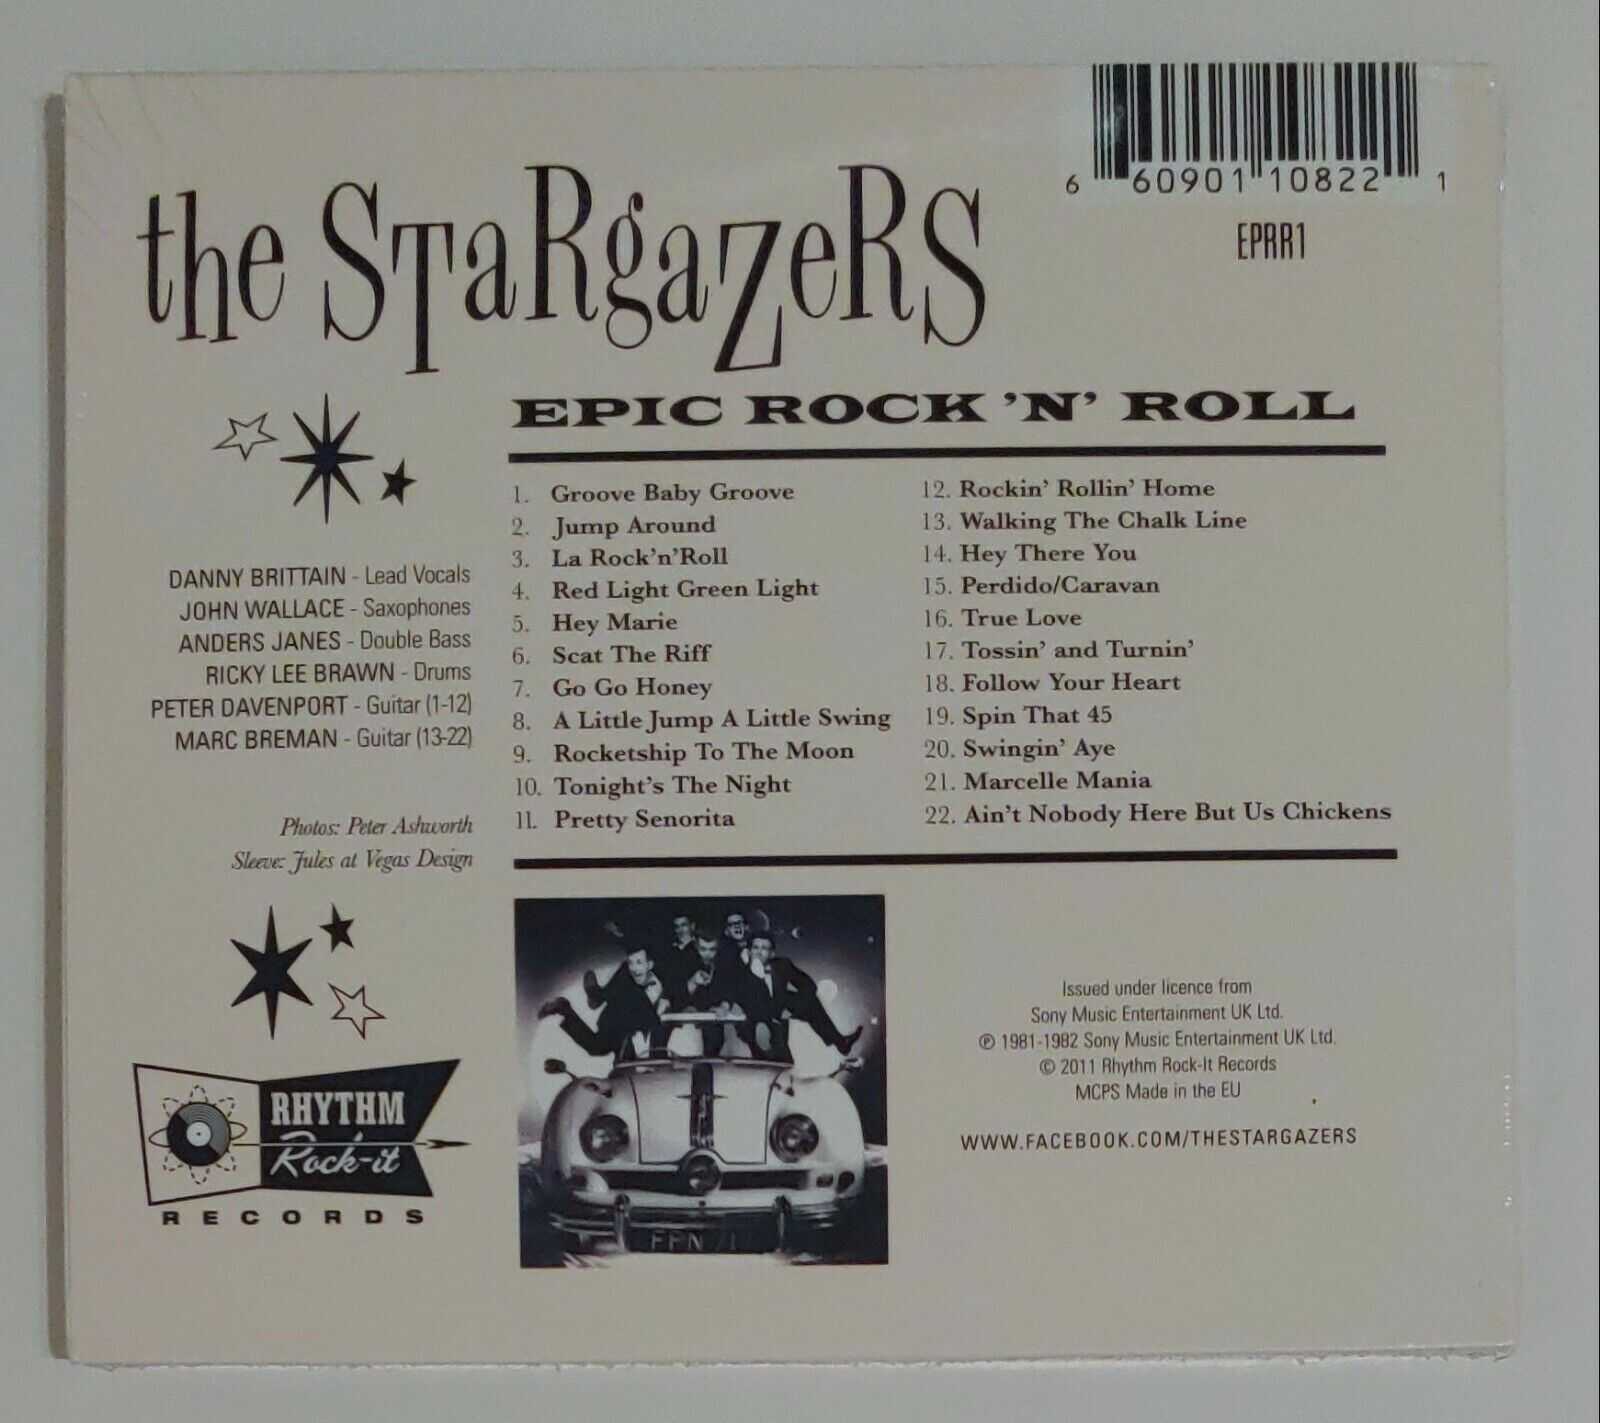 6 60901 10822 1
EPRR1
the STaRgaZeRS
EPIC ROCK 'N' ROLL
1. Groove Baby Groove
2. Jump Around
3. La Rock'n'Roll
4. Red Light Green Light
5. Hey Marie
6. Scat The Riff
7. Go Go Honey
8. A Little Jump A Little Swing
9. Rocketship To The Moon
10. Tonight's The Night
11. Pretty Senorita
12. Rockin' Rollin' Home
13. Walking The Chalk Line
14. Hey There You
15. Perdido/Caravan
16. True Love
17. Tossin' and Turnin'
18. Follow Your Heart
19. Spin That 45
20. Swingin' Aye
21. Marcelle Mania
22. Ain't Nobody Here But Us Chickens
DANNY BRITTAIN - Lead Vocals
JOHN WALLACE - Saxophones
ANDERS JANES - Double Bass
RICKY LEE BRAWN - Drums
PETER DAVENPORT - Guitar (1-12)
MARC BREMAN - Guitar (13-22)
Photos: Peter Ashworth
Sleeve: Jules at Vegas Design
RHYTHM
Rock-it
RECORDS
Issued under licence from
Sony Music Entertainment UK Ltd.
℗ 1981-1982 Sony Music Entertainment UK Ltd.
© 2011 Rhythm Rock-It Records
MCPS Made in the EU
WWW.FACEBOOK.COM/THESTARGAZERS